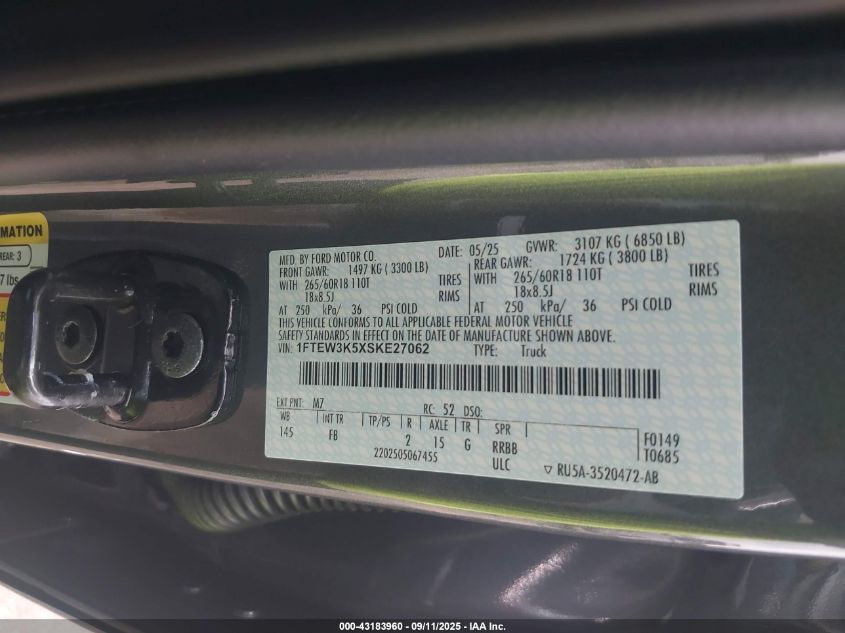 RMATION
REAR: 3
7 lbs
MFD. BY FORD MOTOR CO.
DATE: 05/25 GVWR: 3107 KG ( 6850 LB)
FRONT GAWR: 1497 KG ( 3300 LB) REAR GAWR: 1724 KG ( 3800 LB)
WITH 265/60R18 110T TIRES WITH 265/60R18 110T TIRES
18x8.5J RIMS 18x8.5J RIMS
AT 250 kPa/ 36 PSI COLD AT 250 kPa/ 36 PSI COLD
THIS VEHICLE CONFORMS TO ALL APPLICABLE FEDERAL MOTOR VEHICLE
SAFETY STANDARDS IN EFFECT ON THE DATE OF MANUFACTURE SHOWN ABOVE.
VIN: 1FTEW3K5XSKE27062 TYPE: Truck
EXT PNT: M7 RC: 52 DSO:
WB INT TR TP/PS R AXLE TR SPR
145 FB 2 15 G RRBB F0149
2202505067455 ULC T0685
▽ RU5A-3520472-AB
000-43183960 - 09/11/2025 - IAA Inc.